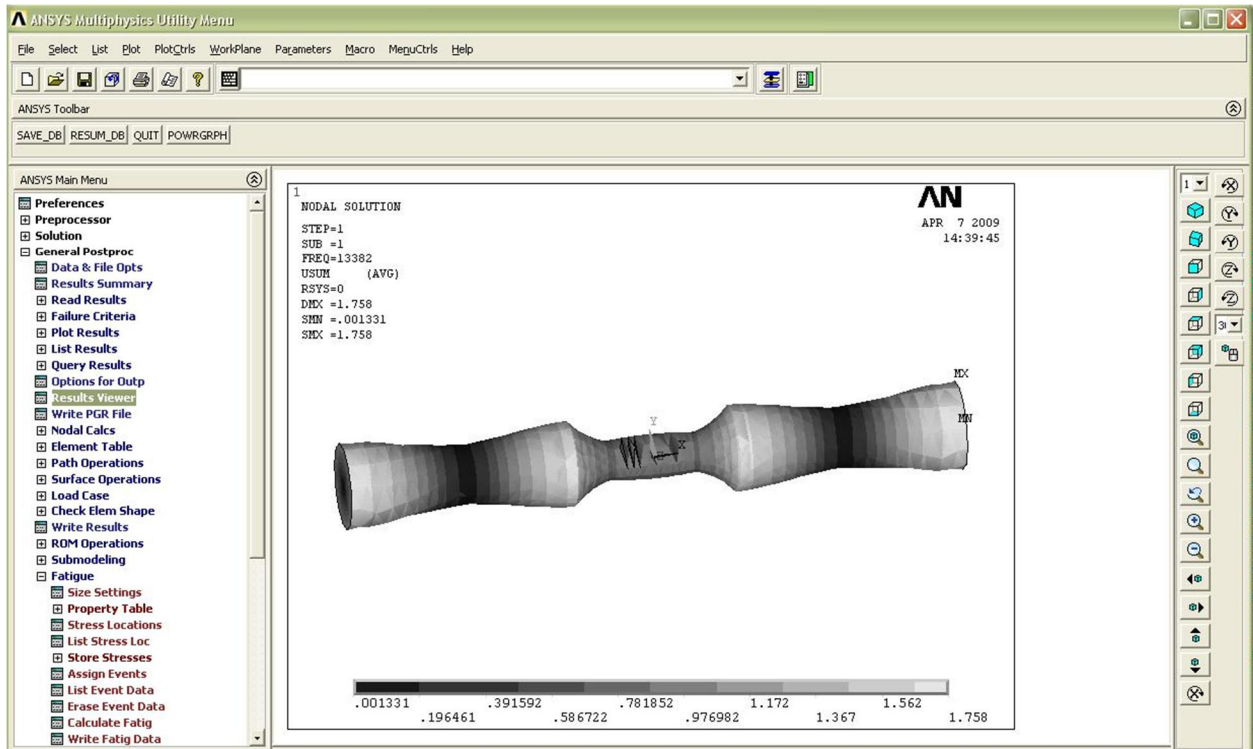 ANSYS Multiphysics Utility Menu
File Select List Plot PlotCtrls WorkPlane Parameters Macro MenuCtrls Help
ANSYS Toolbar
SAVE_DB RESUM_DB QUIT POWRGRPH
ANSYS Main Menu
Preferences
Preprocessor
Solution
General Postproc
Data & File Opts
Results Summary
Read Results
Failure Criteria
Plot Results
List Results
Query Results
Options for Outp
Results Viewer
Write PGR File
Nodal Calcs
Element Table
Path Operations
Surface Operations
Load Case
Check Elem Shape
Write Results
ROM Operations
Submodeling
Fatigue
Size Settings
Property Table
Stress Locations
List Stress Loc
Store Stresses
Assign Events
List Event Data
Erase Event Data
Calculate Fatig
Write Fatig Data
1
NODAL SOLUTION
STEP=1
SUB =1
FREQ=13382
USUM (AVG)
RSYS=0
DMX =1.758
SMN =.001331
SMX =1.758
AN
APR 7 2009
14:39:45
MX
MN
Y
X
.001331 .391592 .781852 1.172 1.562
.196461 .586722 .976982 1.367 1.758
1
X
Y
Y
Z
Z